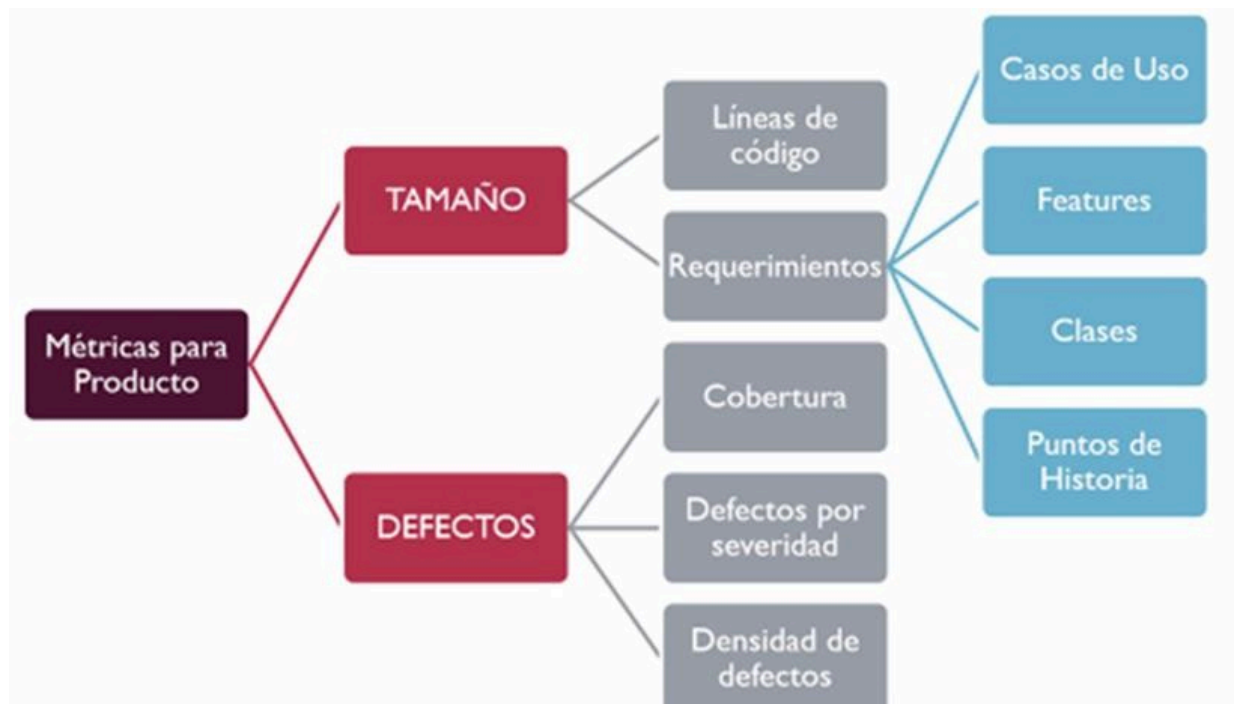 Métricas para
Producto
TAMAÑO
Líneas de
código
Requerimientos
Casos de Uso
Features
Clases
Puntos de
Historia
DEFECTOS
Cobertura
Defectos por
severidad
Densidad de
defectos